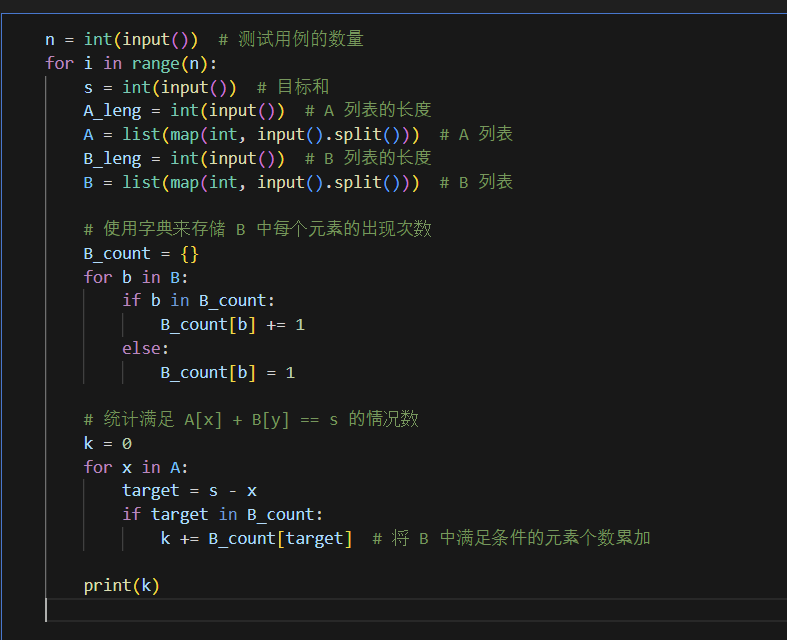 n = int(input())  # 测试用例的数量
for i in range(n):
    s = int(input())  # 目标和
    A_leng = int(input())  # A 列表的长度
    A = list(map(int, input().split()))  # A 列表
    B_leng = int(input())  # B 列表的长度
    B = list(map(int, input().split()))  # B 列表

    # 使用字典来存储 B 中每个元素的出现次数
    B_count = {}
    for b in B:
        if b in B_count:
            B_count[b] += 1
        else:
            B_count[b] = 1

    # 统计满足 A[x] + B[y] == s 的情况数
    k = 0
    for x in A:
        target = s - x
        if target in B_count:
            k += B_count[target]  # 将 B 中满足条件的元素个数累加

    print(k)